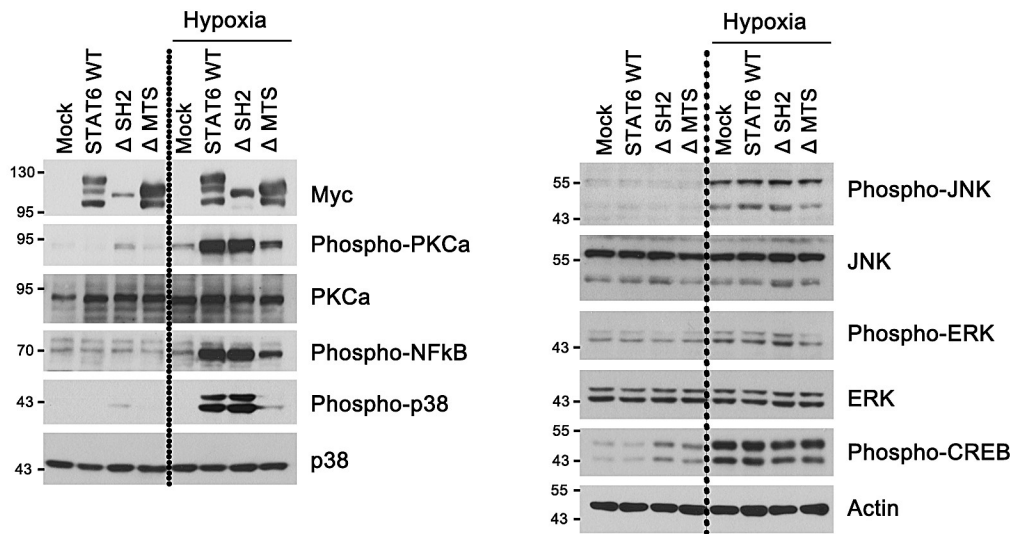 Hypoxia
Mock
STAT6 WT
Δ SH2
Δ MTS
Mock
STAT6 WT
Δ SH2
Δ MTS
130
95
Myc
95
Phospho-PKCa
95
PKCa
70
Phospho-NFkB
43
Phospho-p38
43
p38
Hypoxia
Mock
STAT6 WT
Δ SH2
Δ MTS
Mock
STAT6 WT
Δ SH2
Δ MTS
55
43
Phospho-JNK
55
JNK
43
Phospho-ERK
43
ERK
55
43
Phospho-CREB
55
43
Actin